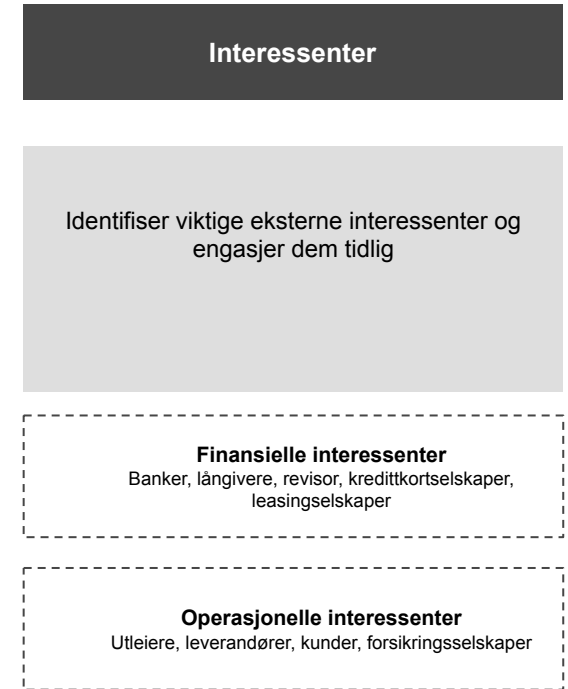 Interessenter
Identifiser viktige eksterne interessenter og
engasjer dem tidlig
Finansielle interessenter
Banker, långivere, revisor, kredittkortselskaper,
leasingselskaper
Operasjonelle interessenter
Utleiere, leverandører, kunder, forsikringsselskaper